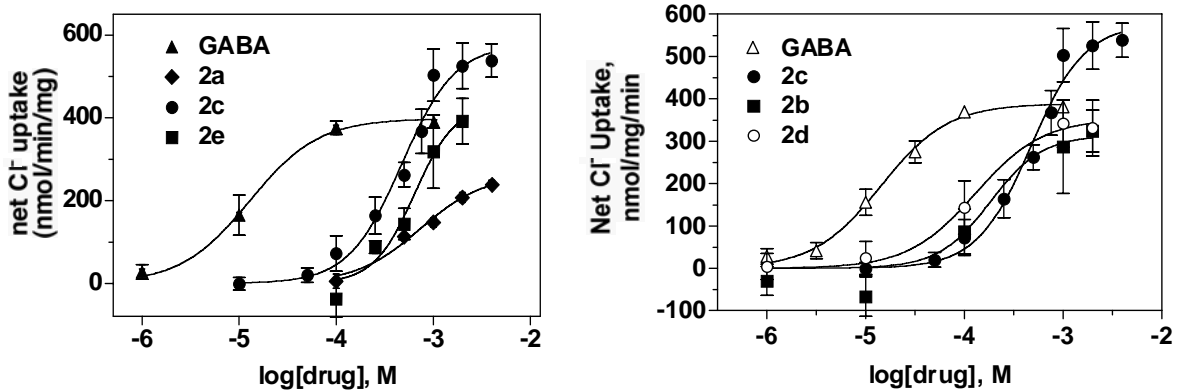 600
400
200
0
net Cl⁻ uptake
(nmol/min/mg)
GABA
2a
2c
2e
-6 -5 -4 -3 -2
log[drug], M
600
500
400
300
200
100
0
-100
Net Cl⁻ Uptake,
nmol/mg/min
GABA
2c
2b
2d
-6 -5 -4 -3 -2
log[drug], M